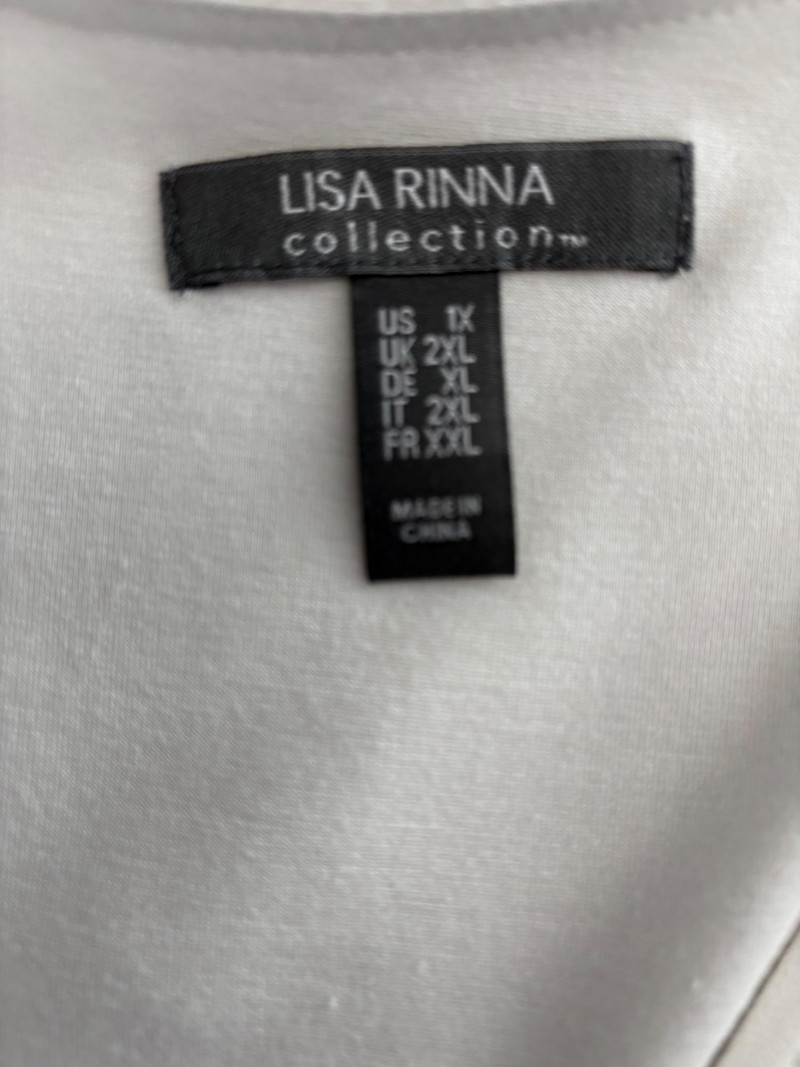 LISA RINNA
collection™
US 1X
UK 2XL
DE XL
IT 2XL
FR XXL
MADE IN
CHINA